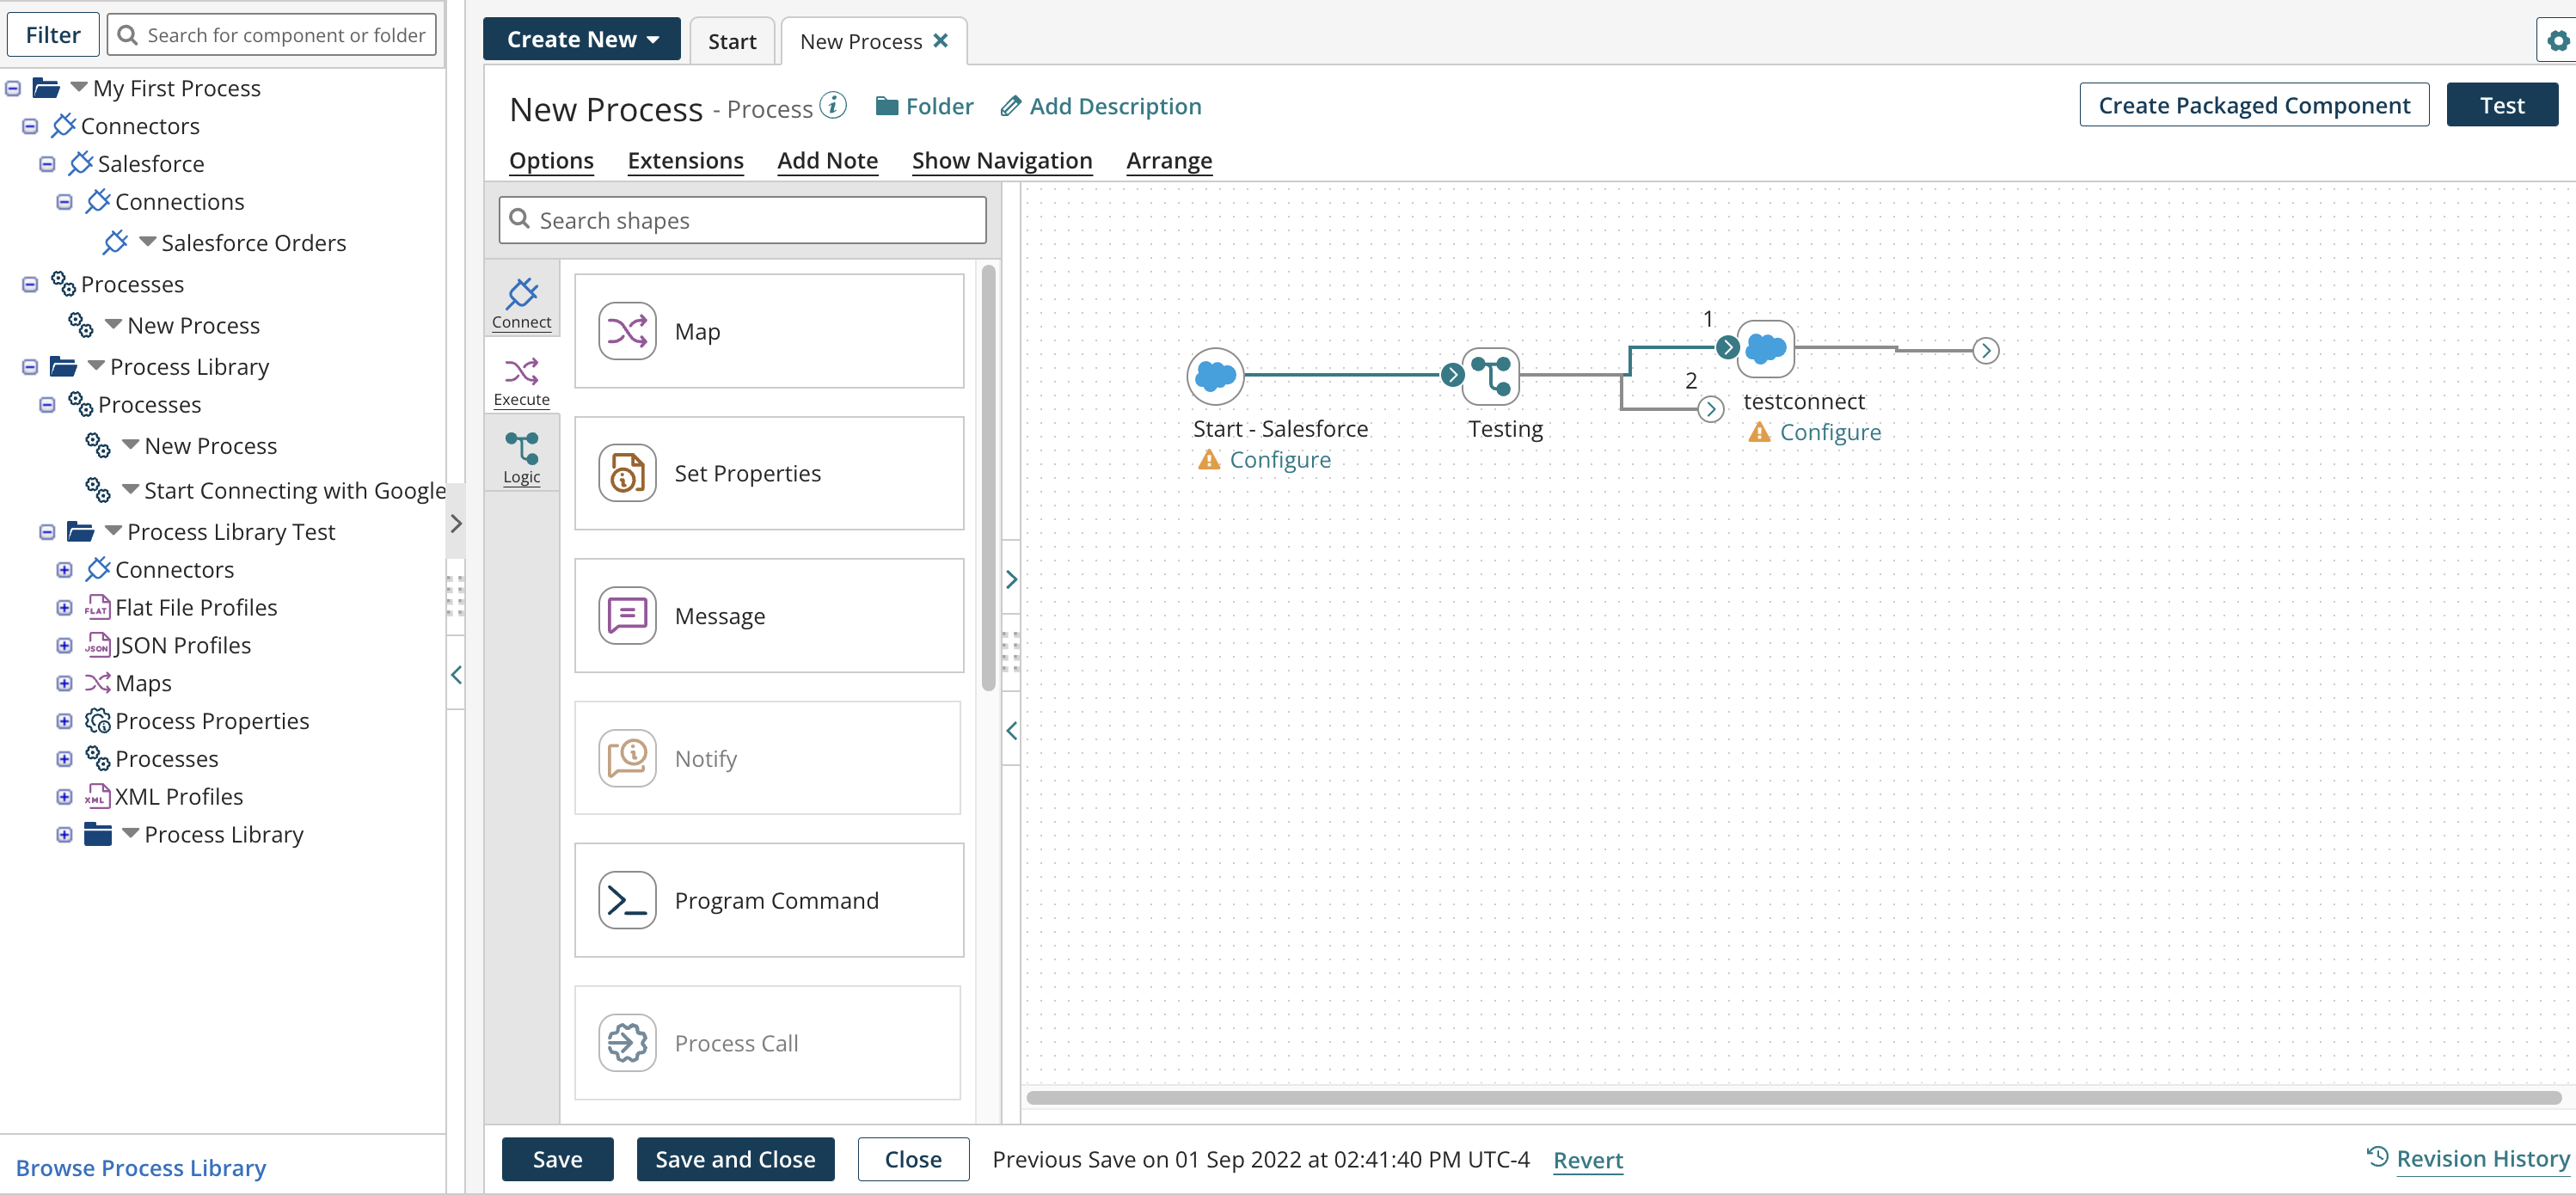 Filter
Search for component or folder
My First Process
Connectors
Salesforce
Connections
Salesforce Orders
Processes
New Process
Process Library
Processes
New Process
Start Connecting with Google
Process Library Test
Connectors
FLAT Flat File Profiles
JSON JSON Profiles
Maps
Process Properties
Processes
XML XML Profiles
Process Library
Browse Process Library
Create New
Start
New Process
New Process - Process
Folder
Add Description
Create Packaged Component
Test
Options
Extensions
Add Note
Show Navigation
Arrange
Search shapes
Connect
Execute
Logic
Map
Set Properties
Message
Notify
Program Command
Process Call
Start - Salesforce
Configure
Testing
1
2
testconnect
Configure
Save
Save and Close
Close
Previous Save on 01 Sep 2022 at 02:41:40 PM UTC-4
Revert
Revision History